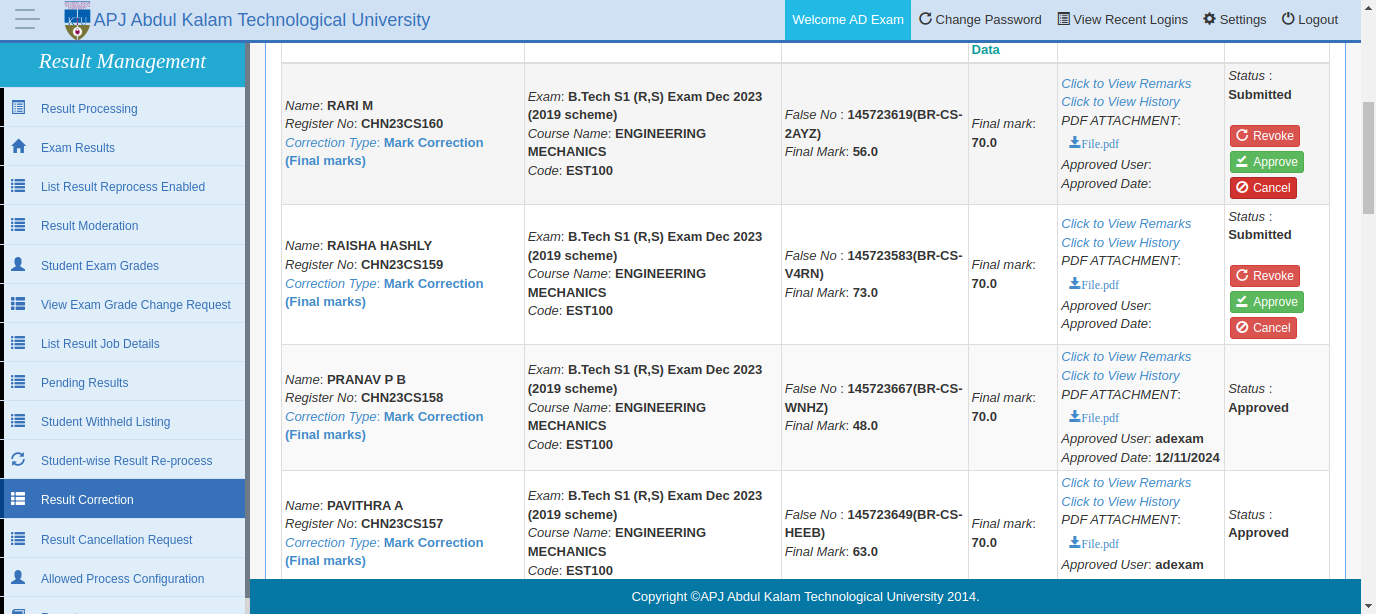 APJ Abdul Kalam Technological University
Welcome AD Exam Change Password View Recent Logins Settings Logout
Result Management
Result Processing
Exam Results
List Result Reprocess Enabled
Result Moderation
Student Exam Grades
View Exam Grade Change Request
List Result Job Details
Pending Results
Student Withheld Listing
Student-wise Result Re-process
Result Correction
Result Cancellation Request
Allowed Process Configuration
Data
Name: RARI M
Register No: CHN23CS160
Correction Type: Mark Correction
(Final marks)
Exam: B.Tech S1 (R,S) Exam Dec 2023
(2019 scheme)
Course Name: ENGINEERING
MECHANICS
Code: EST100
False No : 145723619(BR-CS-
2AYZ)
Final Mark: 56.0
Final mark:
70.0
Click to View Remarks
Click to View History
PDF ATTACHMENT:
File.pdf
Approved User:
Approved Date:
Status :
Submitted
Revoke
Approve
Cancel
Name: RAISHA HASHLY
Register No: CHN23CS159
Correction Type: Mark Correction
(Final marks)
Exam: B.Tech S1 (R,S) Exam Dec 2023
(2019 scheme)
Course Name: ENGINEERING
MECHANICS
Code: EST100
False No : 145723583(BR-CS-
V4RN)
Final Mark: 73.0
Final mark:
70.0
Click to View Remarks
Click to View History
PDF ATTACHMENT:
File.pdf
Approved User:
Approved Date:
Status :
Submitted
Revoke
Approve
Cancel
Name: PRANAV P B
Register No: CHN23CS158
Correction Type: Mark Correction
(Final marks)
Exam: B.Tech S1 (R,S) Exam Dec 2023
(2019 scheme)
Course Name: ENGINEERING
MECHANICS
Code: EST100
False No : 145723667(BR-CS-
WNHZ)
Final Mark: 48.0
Final mark:
70.0
Click to View Remarks
Click to View History
PDF ATTACHMENT:
File.pdf
Approved User: adexam
Approved Date: 12/11/2024
Status :
Approved
Name: PAVITHRA A
Register No: CHN23CS157
Correction Type: Mark Correction
(Final marks)
Exam: B.Tech S1 (R,S) Exam Dec 2023
(2019 scheme)
Course Name: ENGINEERING
MECHANICS
Code: EST100
False No : 145723649(BR-CS-
HEEB)
Final Mark: 63.0
Final mark:
70.0
Click to View Remarks
Click to View History
PDF ATTACHMENT:
File.pdf
Approved User: adexam
Status :
Approved
Copyright ©APJ Abdul Kalam Technological University 2014.